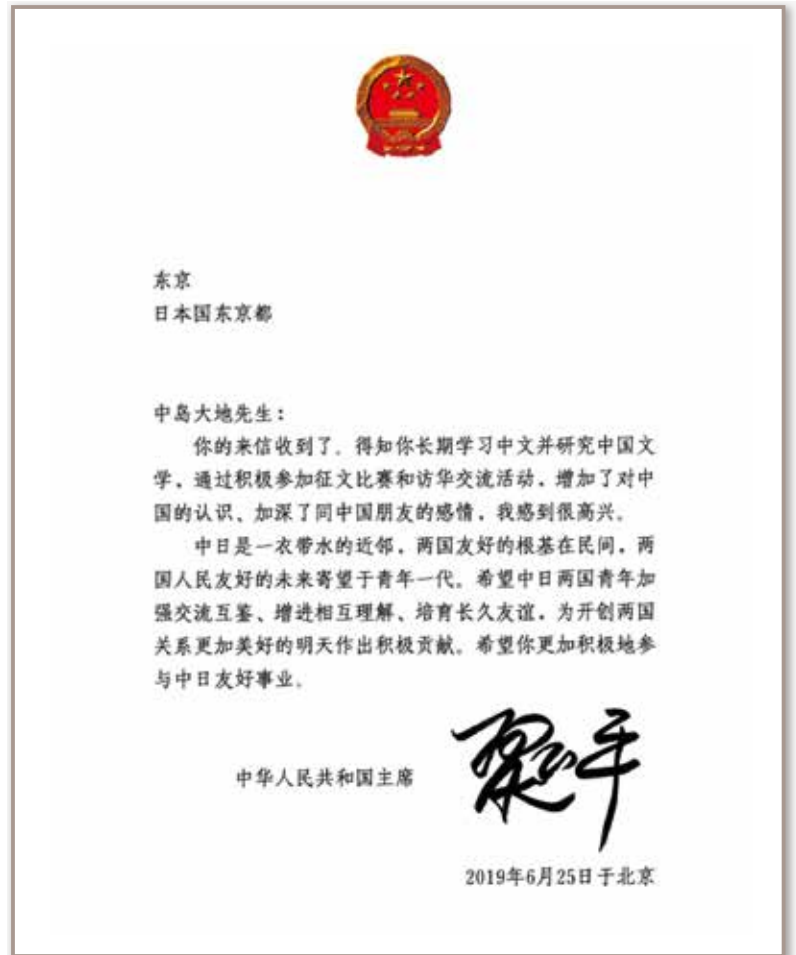 东京
日本国东京都
中岛大地先生：
你的来信收到了。得知你长期学习中文并研究中国文
学，通过积极参加征文比赛和访华交流活动，增加了对中
国的认识、加深了同中国朋友的感情，我感到很高兴。
中日是一衣带水的近邻，两国友好的根基在民间，两
国人民友好的未来寄望于青年一代。希望中日两国青年加
强交流互鉴、增进相互理解、培育长久友谊，为开创两国
关系更加美好的明天作出积极贡献。希望你更加积极地参
与中日友好事业。
中华人民共和国主席
2019年6月25日于北京